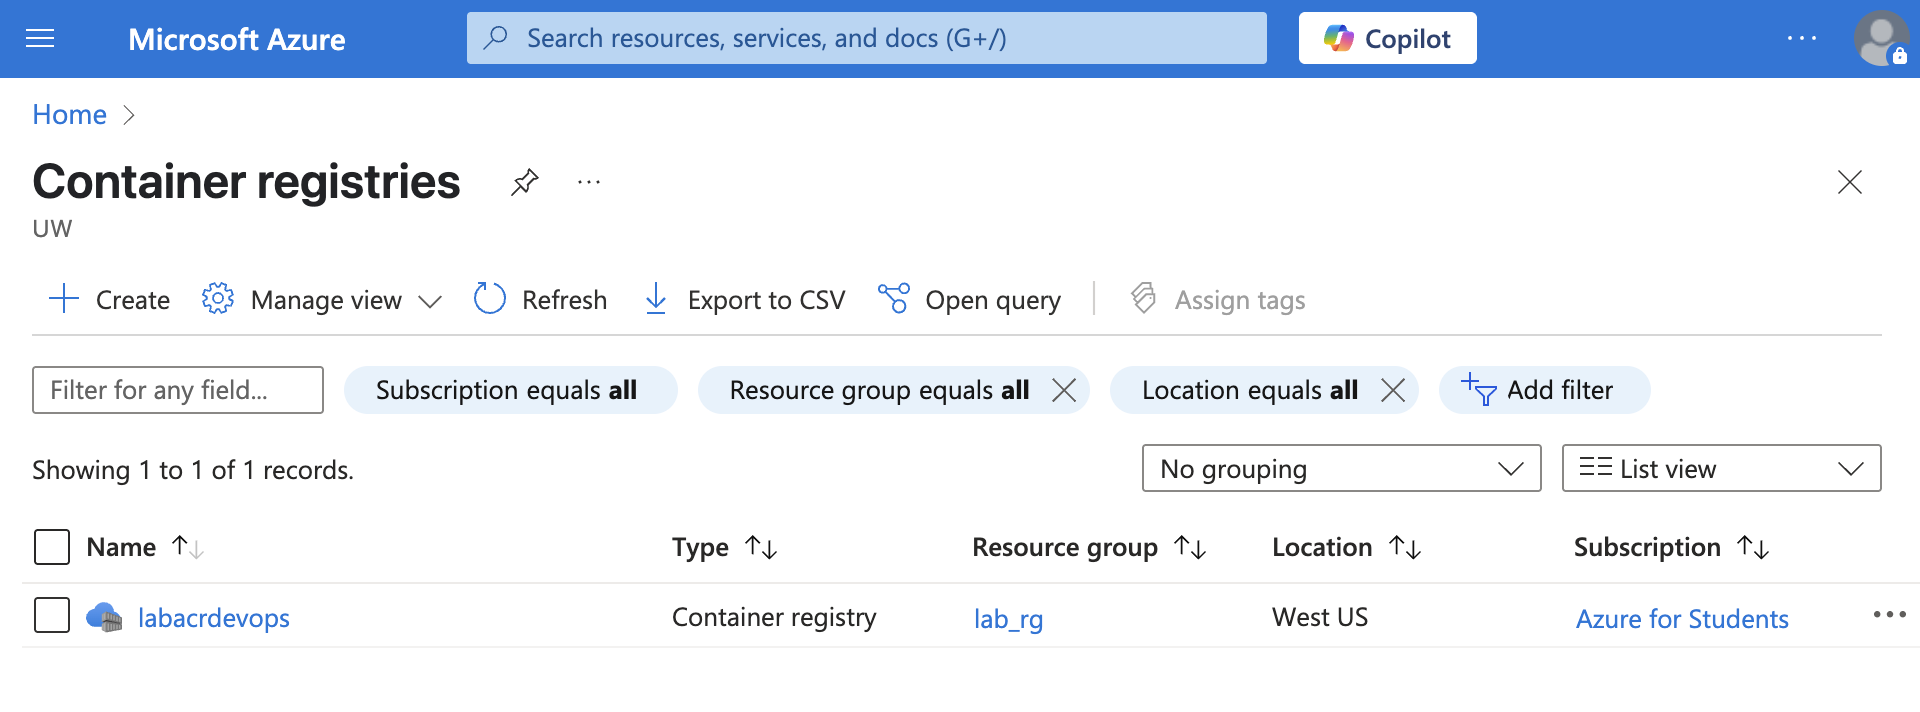 Microsoft Azure
Search resources, services, and docs (G+/)
Copilot
Home
Container registries
UW
Create
Manage view
Refresh
Export to CSV
Open query
Assign tags
Filter for any field...
Subscription equals all
Resource group equals all
Location equals all
Add filter
Showing 1 to 1 of 1 records.
No grouping
List view
Name
Type
Resource group
Location
Subscription
labacrdevops
Container registry
lab_rg
West US
Azure for Students